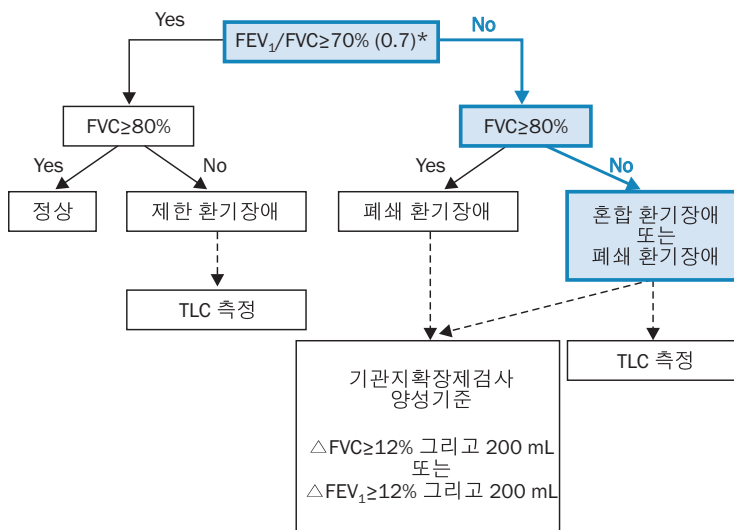 Yes
FEV₁/FVC≥70% (0.7)*
No
FVC≥80%
FVC≥80%
Yes
No
Yes
No
정상
제한 환기장애
폐쇄 환기장애
혼합 환기장애
또는
폐쇄 환기장애
TLC 측정
기관지확장제검사
양성기준
△FVC≥12% 그리고 200 mL
또는
△FEV₁≥12% 그리고 200 mL
TLC 측정